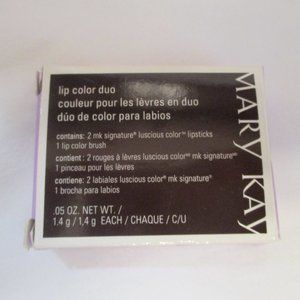 lip color duo
couleur pour les lèvres en duo
dúo de color para labios
contains: 2 mk signature® luscious color™ lipsticks
1 lip color brush
contient : 2 rouges à lèvres luscious color mk signature
1 pinceau pour les lèvres
contiene: 2 labiales luscious color® mk signature®
1 brocha para labios
.05 OZ. NET WT. /
1.4 g / 1,4 g EACH / CHAQUE / C/U
MARY KAY